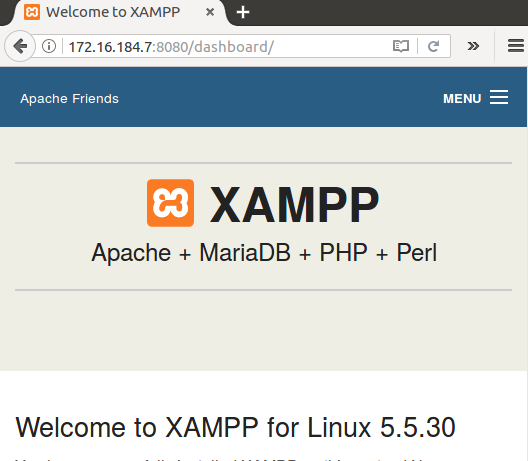 Welcome to XAMPP
172.16.184.7:8080/dashboard/
Apache Friends
MENU
XAMPP
Apache + MariaDB + PHP + Perl
Welcome to XAMPP for Linux 5.5.30